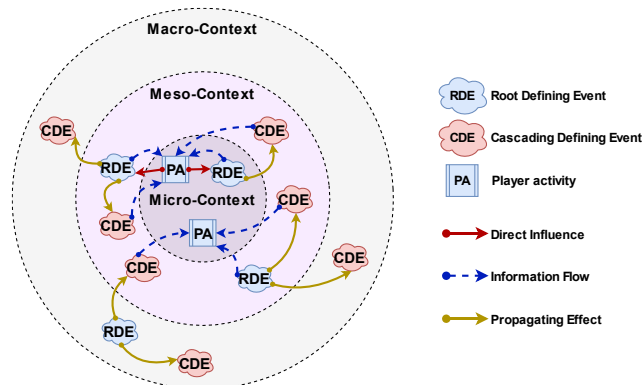 Macro-Context
Meso-Context
CDE
CDE
RDE
PA
RDE
Micro-Context
CDE
CDE
PA
CDE
CDE
RDE
RDE
CDE
RDE Root Defining Event
CDE Cascading Defining Event
PA Player activity
Direct Influence
Information Flow
Propagating Effect